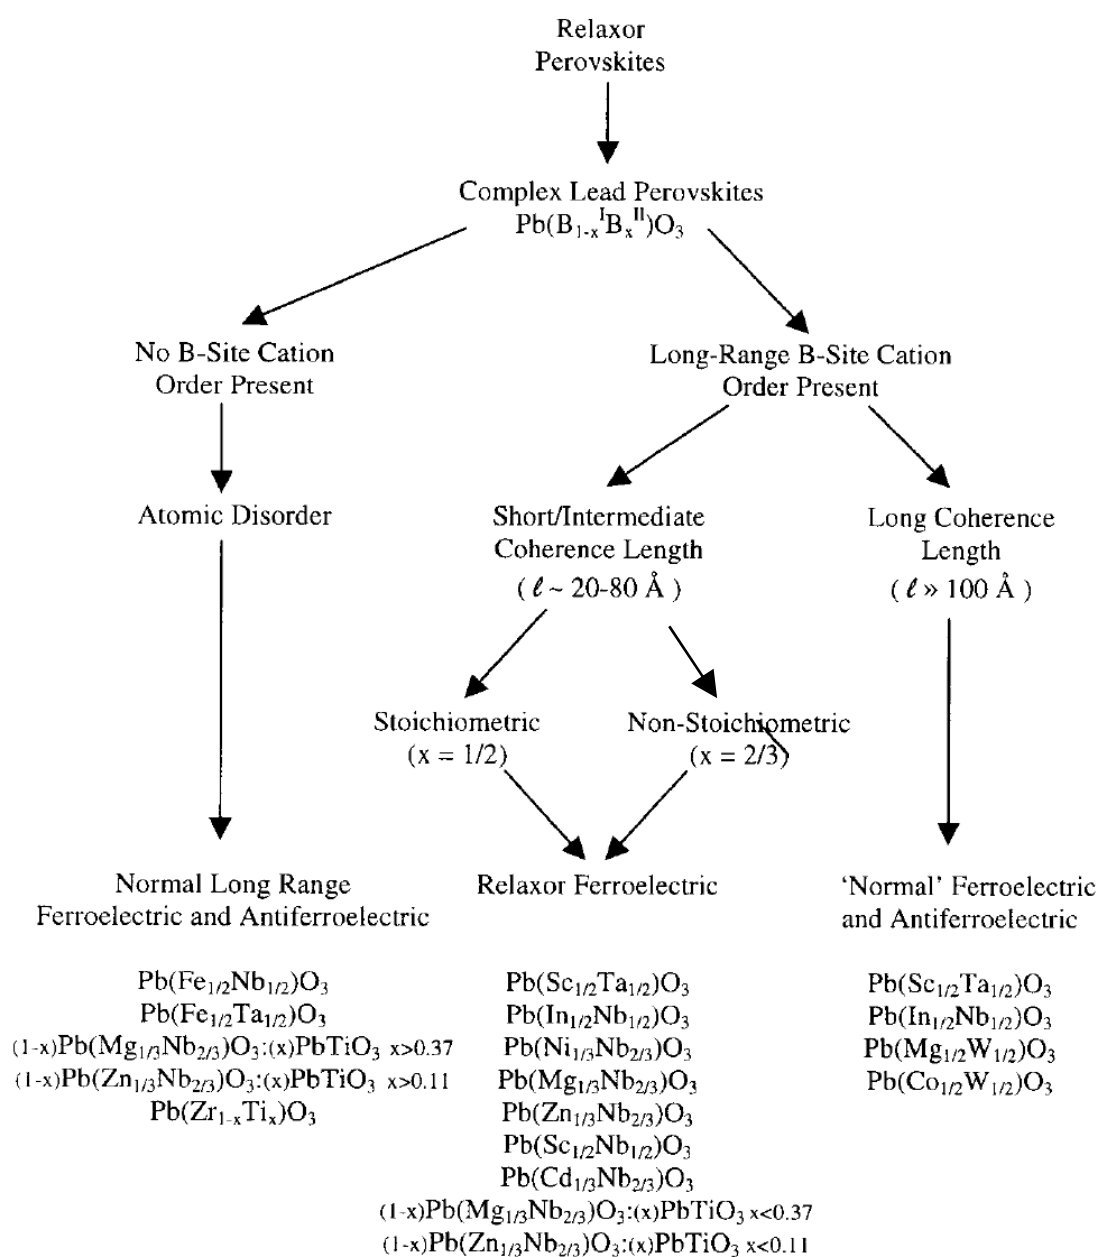 Relaxor
Perovskites
Complex Lead Perovskites
Pb(B₁₋ₓᴵBₓᴵᴵ)O₃
No B-Site Cation
Order Present
Long-Range B-Site Cation
Order Present
Atomic Disorder
Short/Intermediate
Coherence Length
( ℓ ~ 20-80 Å )
Long Coherence
Length
( ℓ » 100 Å )
Stoichiometric
(x = 1/2)
Non-Stoichiometric
(x = 2/3)
Normal Long Range
Ferroelectric and Antiferroelectric
Pb(Fe₁/₂Nb₁/₂)O₃
Pb(Fe₁/₂Ta₁/₂)O₃
(1-x)Pb(Mg₁/₃Nb₂/₃)O₃:(x)PbTiO₃ x>0.37
(1-x)Pb(Zn₁/₃Nb₂/₃)O₃:(x)PbTiO₃ x>0.11
Pb(Zr₁₋ₓTiₓ)O₃
Relaxor Ferroelectric
Pb(Sc₁/₂Ta₁/₂)O₃
Pb(In₁/₂Nb₁/₂)O₃
Pb(Ni₁/₃Nb₂/₃)O₃
Pb(Mg₁/₃Nb₂/₃)O₃
Pb(Zn₁/₃Nb₂/₃)O₃
Pb(Sc₁/₂Nb₁/₂)O₃
Pb(Cd₁/₃Nb₂/₃)O₃
(1-x)Pb(Mg₁/₃Nb₂/₃)O₃:(x)PbTiO₃ x<0.37
(1-x)Pb(Zn₁/₃Nb₂/₃)O₃:(x)PbTiO₃ x<0.11
‘Normal’ Ferroelectric
and Antiferroelectric
Pb(Sc₁/₂Ta₁/₂)O₃
Pb(In₁/₂Nb₁/₂)O₃
Pb(Mg₁/₂W₁/₂)O₃
Pb(Co₁/₂W₁/₂)O₃